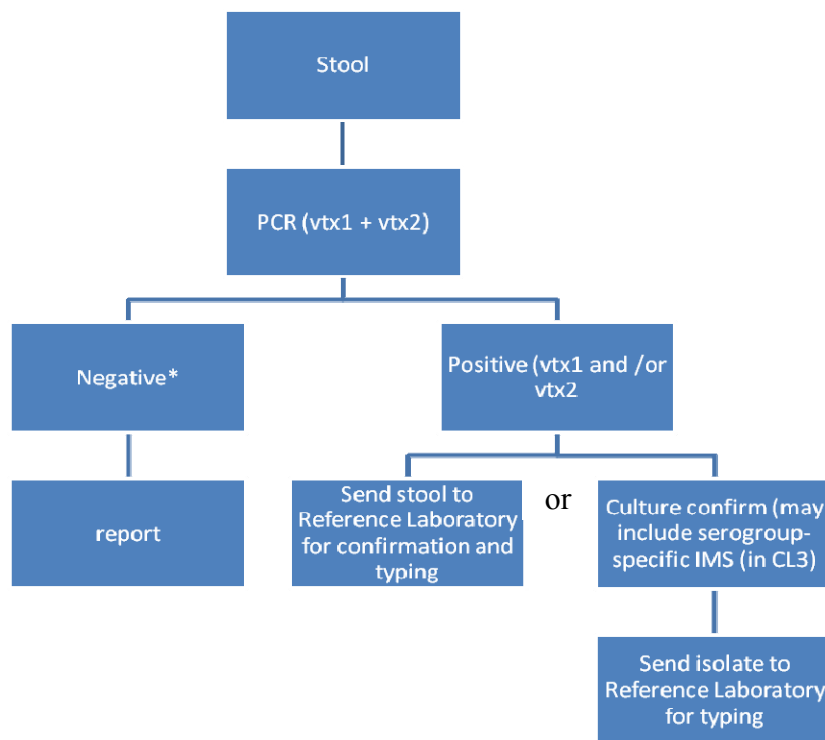 Stool
PCR (vtx1 + vtx2)
Negative*
Positive (vtx1 and /or
vtx2
report
Send stool to
Reference Laboratory
for confirmation and
typing
or
Culture confirm (may
include serogroup-
specific IMS (in CL3)
Send isolate to
Reference Laboratory
for typing